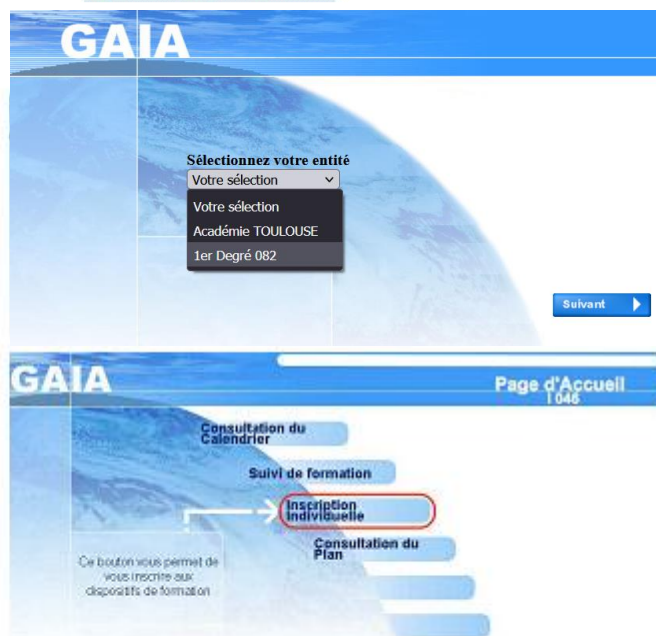 GAIA
Sélectionnez votre entité
Votre sélection
Votre sélection
Académie TOULOUSE
1er Degré 082
Suivant
GAIA
Page d'Accueil
I 046
Consultation du
Calendrier
Suivi de formation
Inscription
Individuelle
Consultation du
Plan
Ce bouton vous permet de
vous inscrire aux
dispositifs de formation